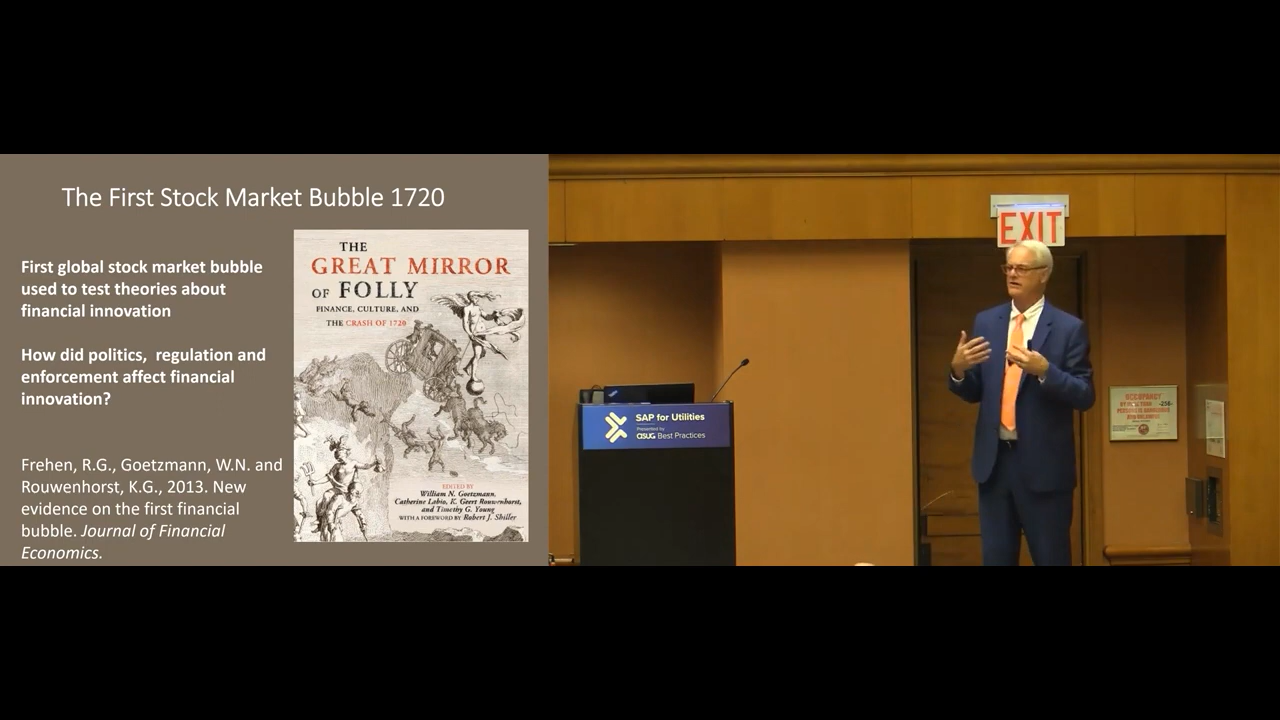 The First Stock Market Bubble 1720
First global stock market bubble
used to test theories about
financial innovation
How did politics, regulation and
enforcement affect financial
innovation?
Frehen, R.G., Goetzmann, W.N. and
Rouwenhorst, K.G., 2013. New
evidence on the first financial
bubble. Journal of Financial
Economics.
THE
GREAT MIRROR
OF FOLLY
FINANCE, CULTURE, AND
THE CRASH OF 1720
EDITED BY
William N. Goetzmann,
Catherine Labio, K. Geert Rouwenhorst,
and Timothy G. Young
WITH A FOREWORD BY Robert J. Shiller
EXIT
SAP for Utilities
Presented by
asug Best Practices
OCCUPANCY